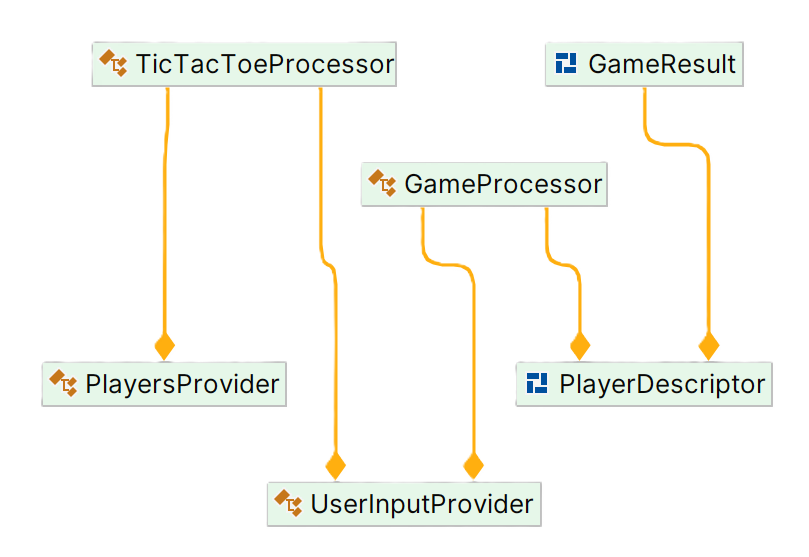 TicTacToeProcessor
GameResult
GameProcessor
PlayersProvider
PlayerDescriptor
UserInputProvider